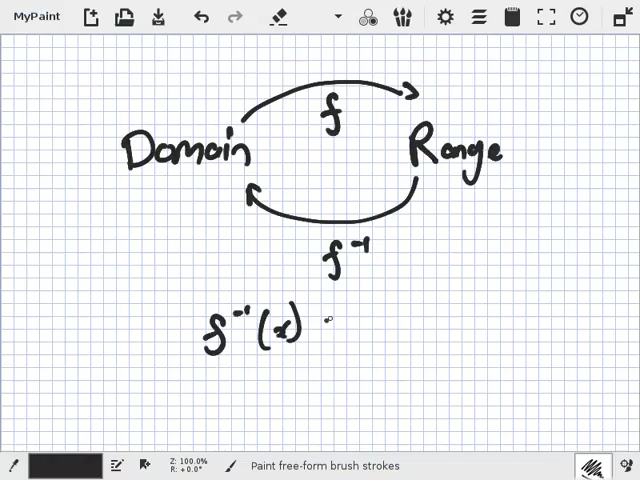 MyPaint
f
Domain Range
f⁻¹
f⁻¹(x)
Z: 100.0%
R: +0.0°
Paint free-form brush strokes